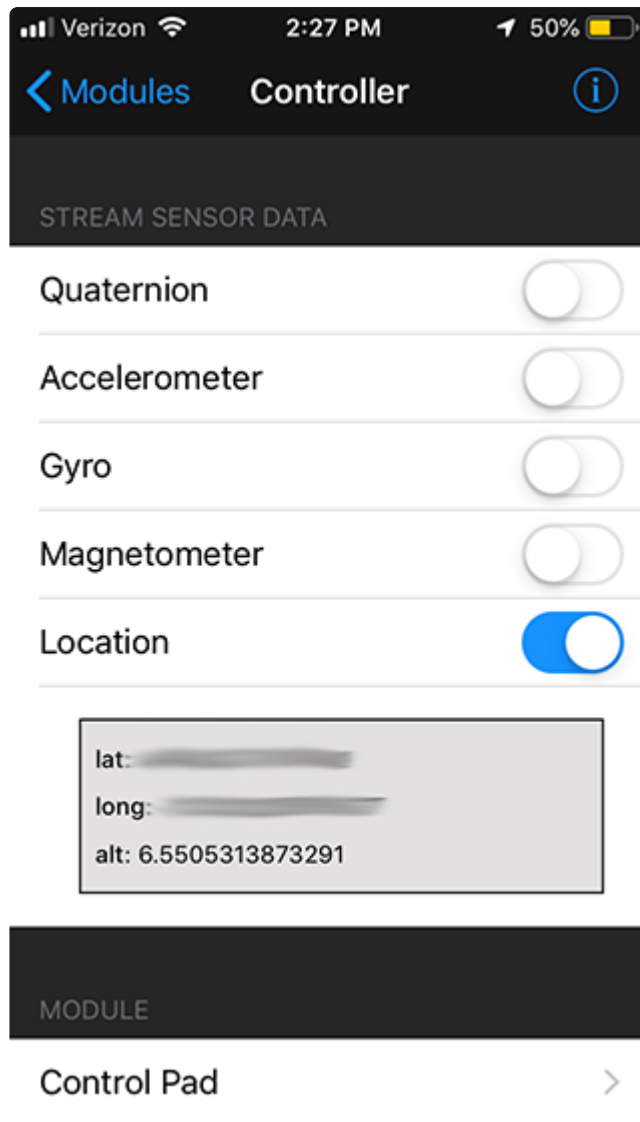 Verizon 2:27 PM 50%
Modules Controller i
STREAM SENSOR DATA
Quaternion
Accelerometer
Gyro
Magnetometer
Location
lat:
long:
alt: 6.5505313873291
MODULE
Control Pad